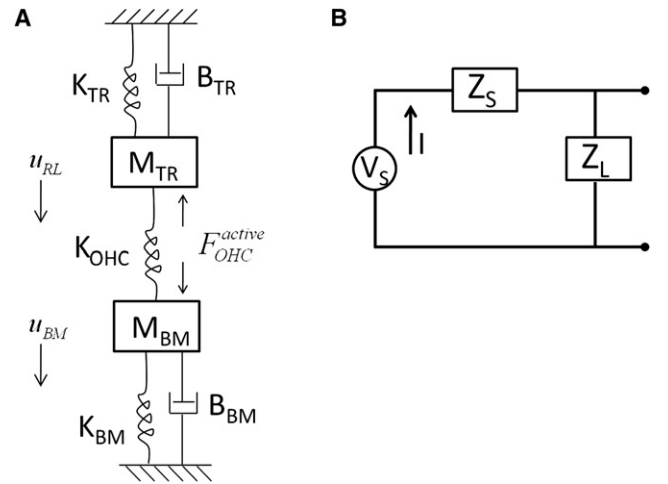 A
K_TR
B_TR
M_TR
u_RL
K_OHC
F_OHC^active
M_BM
u_BM
K_BM
B_BM
B
Z_S
I
V_S
Z_L